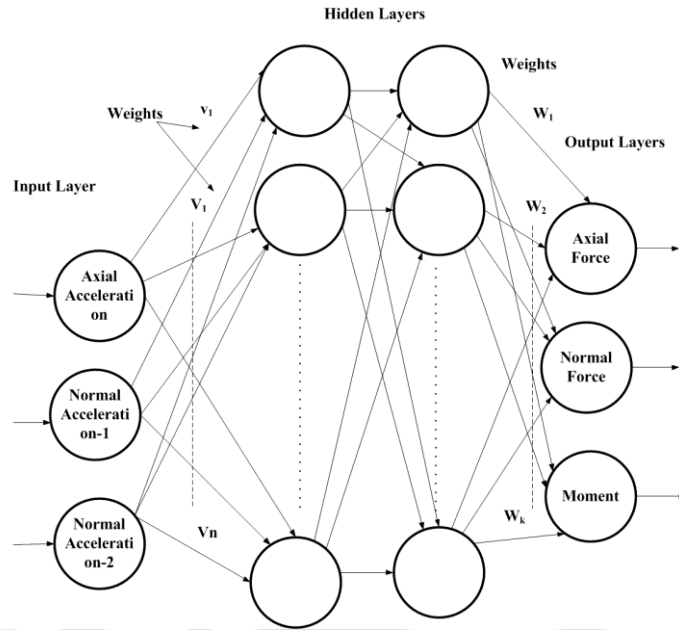 Hidden Layers
Weights
Weights
v1
W1
Output Layers
Input Layer
V1
W2
Axial
Accelerati
on
Axial
Force
Normal
Accelerati
on-1
Normal
Force
Normal
Accelerati
on-2
Vn
Wk
Moment